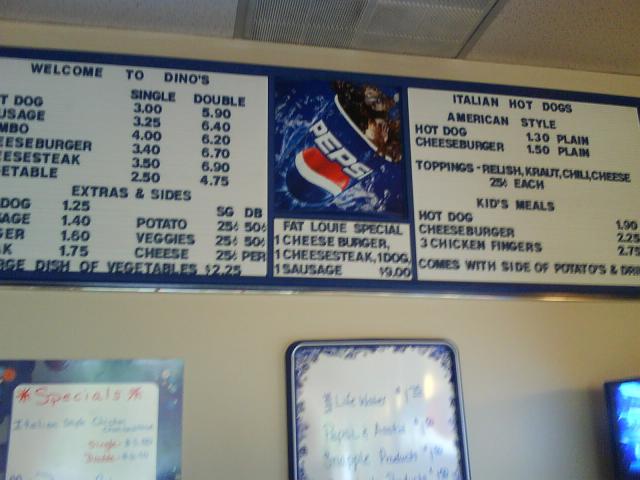 WELCOME TO DINO'S
SINGLE DOUBLE
T DOG 3.00 5.90
USAGE 3.25 6.40
MBO 4.00 6.20
EESEBURGER 3.40 6.70
EESESTEAK 3.50 6.90
ETABLE 2.50 4.75
EXTRAS & SIDES
SG DB
DOG 1.25
AGE 1.40 POTATO 25¢ 50¢
GER 1.60 VEGGIES 25¢ 50¢
AK 1.75 CHEESE 25¢ PER
RGE DISH OF VEGETABLES $2.25
PEPSI
FAT LOUIE SPECIAL
1 CHEESE BURGER,
1 CHEESESTEAK, 1 DOG,
1 SAUSAGE $9.00
ITALIAN HOT DOGS
AMERICAN STYLE
HOT DOG 1.30 PLAIN
CHEESEBURGER 1.50 PLAIN
TOPPINGS - RELISH, KRAUT, CHILI, CHEESE
25¢ EACH
KID'S MEALS
HOT DOG 1.90
CHEESEBURGER 2.25
3 CHICKEN FINGERS 2.75
COMES WITH SIDE OF POTATO'S & DRI
Specials
Italian Style Chicken
Single
Double
Life Water
Pepsi &
Snapple Products